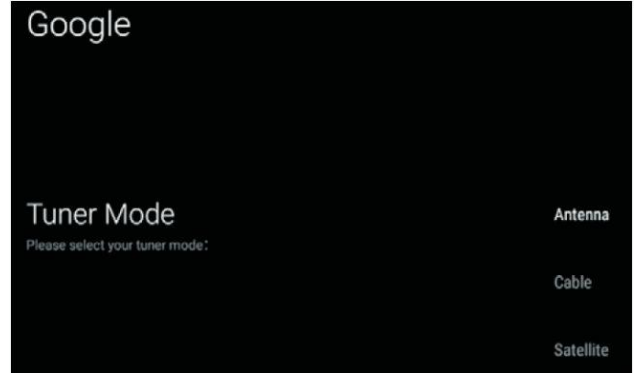 Google
Tuner Mode
Please select your tuner mode:
Antenna
Cable
Satellite